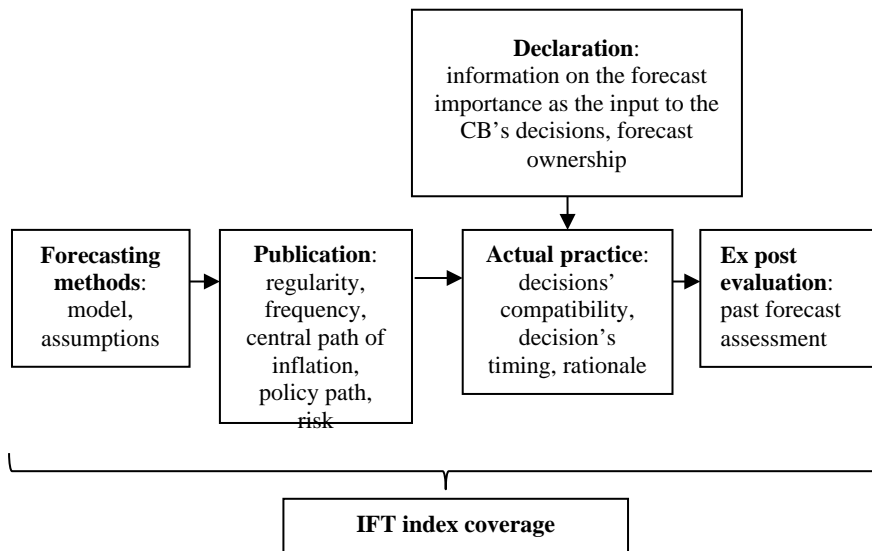 Declaration:
information on the forecast
importance as the input to the
CB’s decisions, forecast
ownership
Forecasting
methods:
model,
assumptions
Publication:
regularity,
frequency,
central path of
inflation,
policy path,
risk
Actual practice:
decisions’
compatibility,
decision’s
timing, rationale
Ex post
evaluation:
past forecast
assessment
IFT index coverage